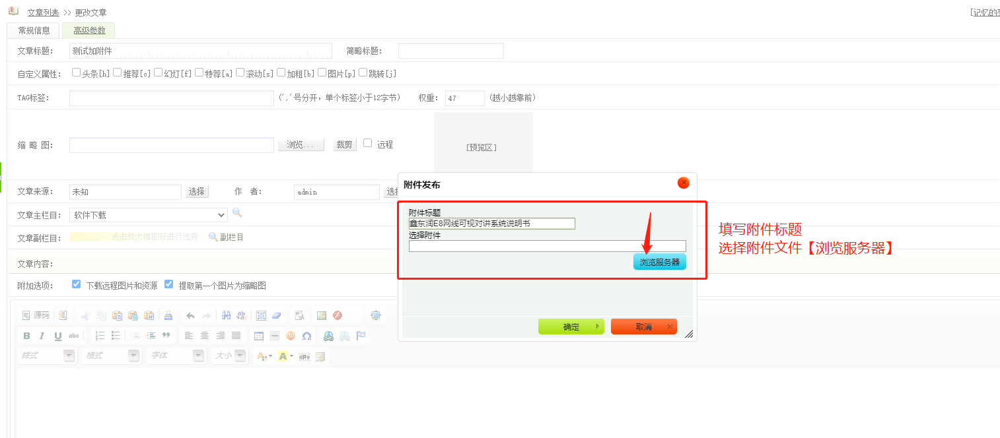 文章列表 >> 更改文章
[记忆的
常规信息 高级参数
文章标题: 测试加附件 简略标题:
自定义属性: 头条[h] 推荐[c] 幻灯[f] 特荐[a] 滚动[s] 加粗[b] 图片[p] 跳转[j]
TAG标签: (','号分开，单个标签小于12字节) 权重: 47 (越小越靠前)
缩 略 图: 浏览... 裁剪 远程 [预览区]
文章来源: 未知 选择 作 者: admin
文章主栏目: 软件下载
文章副栏目: 点击放大镜图标进行选择 副栏目
文章内容:
附加选项: 下载远程图片和资源 提取第一个图片为缩略图
源码
B I U abc
样式 格式 字体 大小
附件发布
附件标题
鑫东润E8网线可视对讲系统说明书
选择附件
浏览服务器
确定 取消
填写附件标题
选择附件文件【浏览服务器】